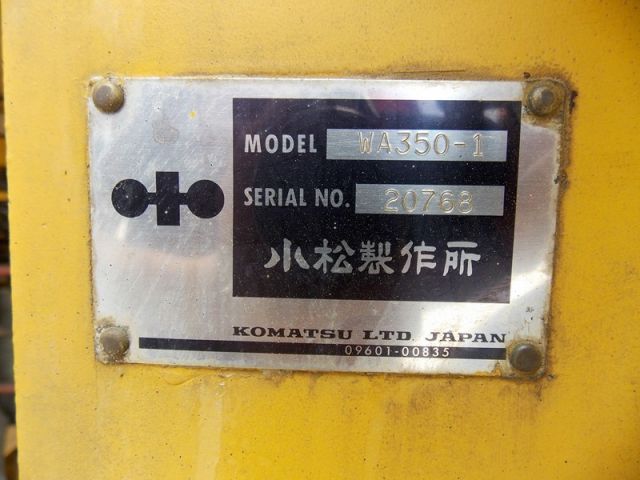 MODEL WA350-1
SERIAL NO. 20768
小松製作所
KOMATSU LTD. JAPAN
09601-00835